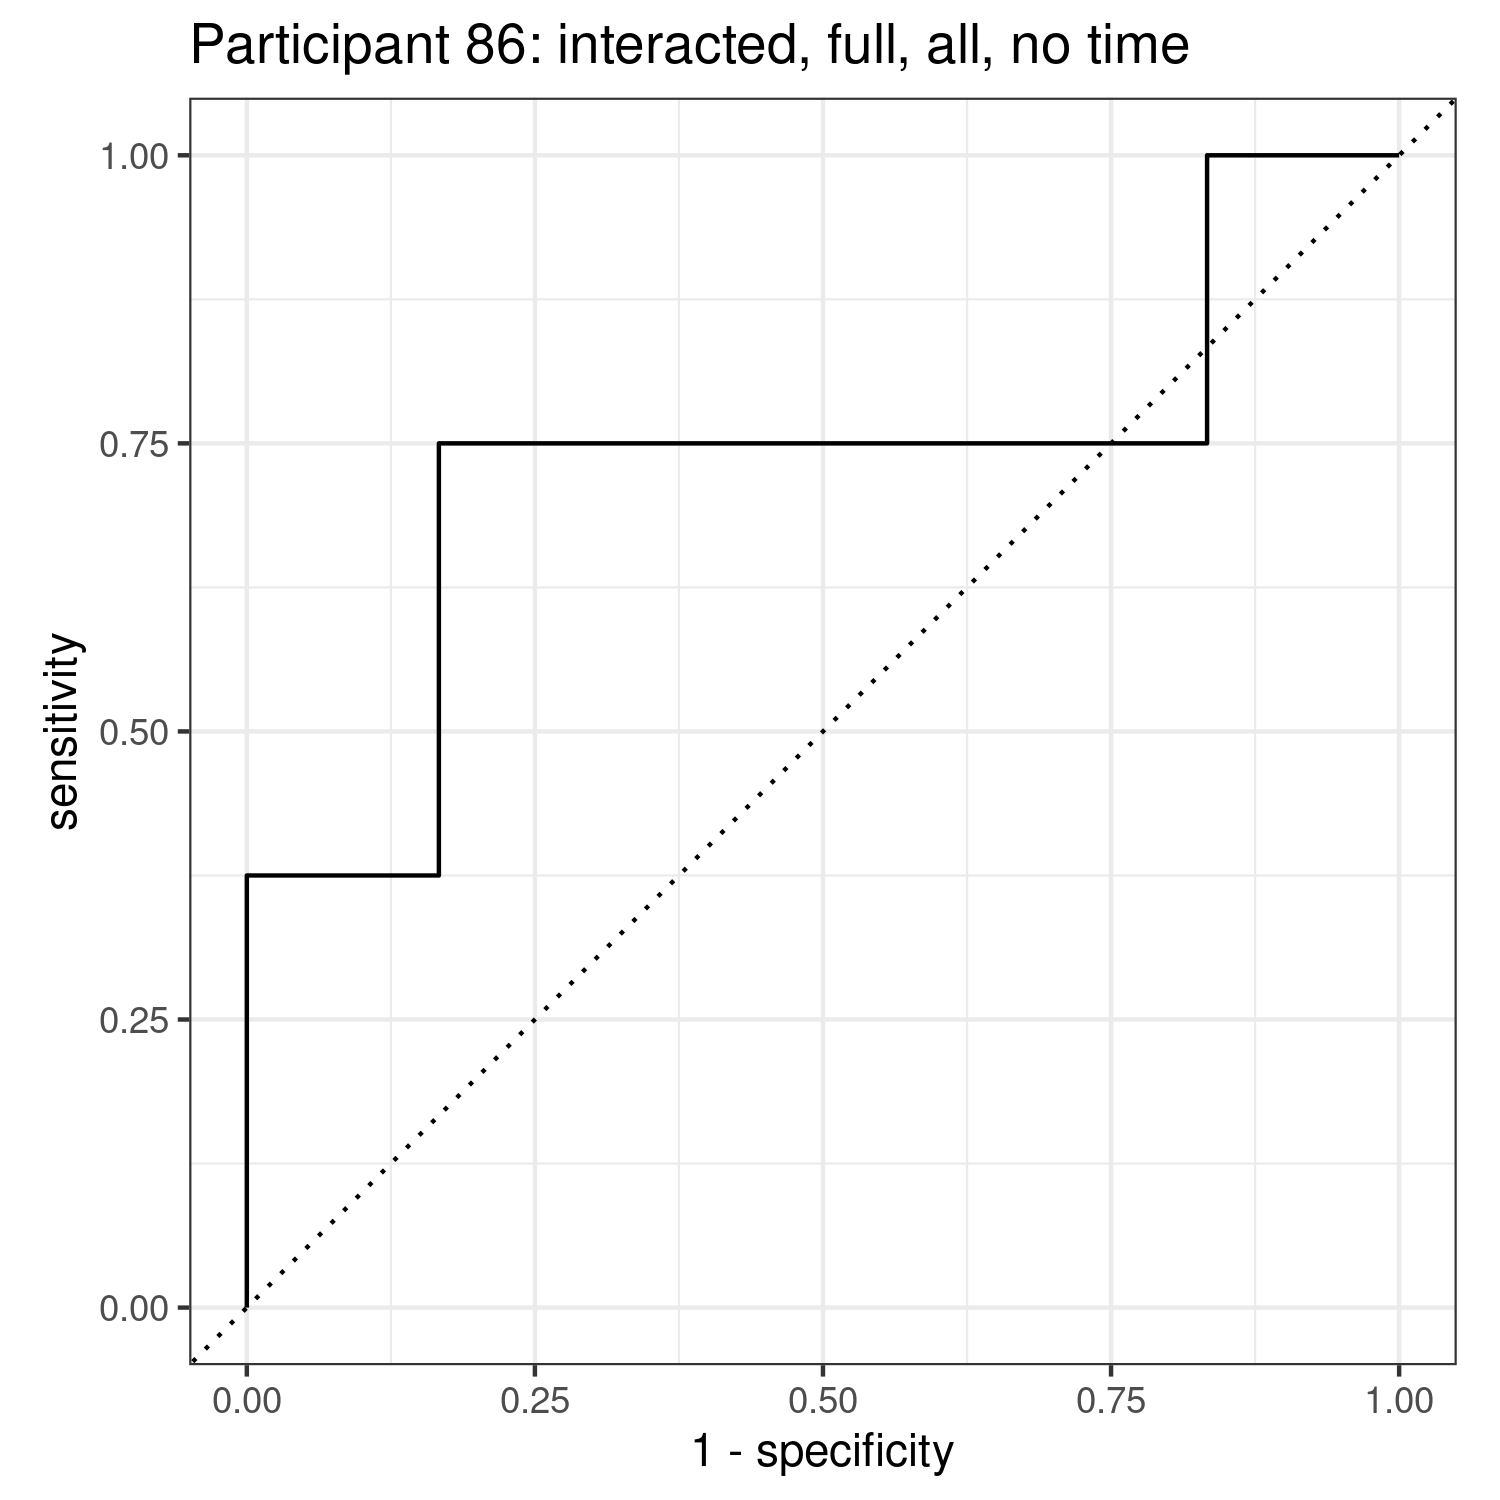 Participant 86: interacted, full, all, no time
1.00
0.75
0.50
0.25
0.00
sensitivity
0.00 0.25 0.50 0.75 1.00
1 - specificity